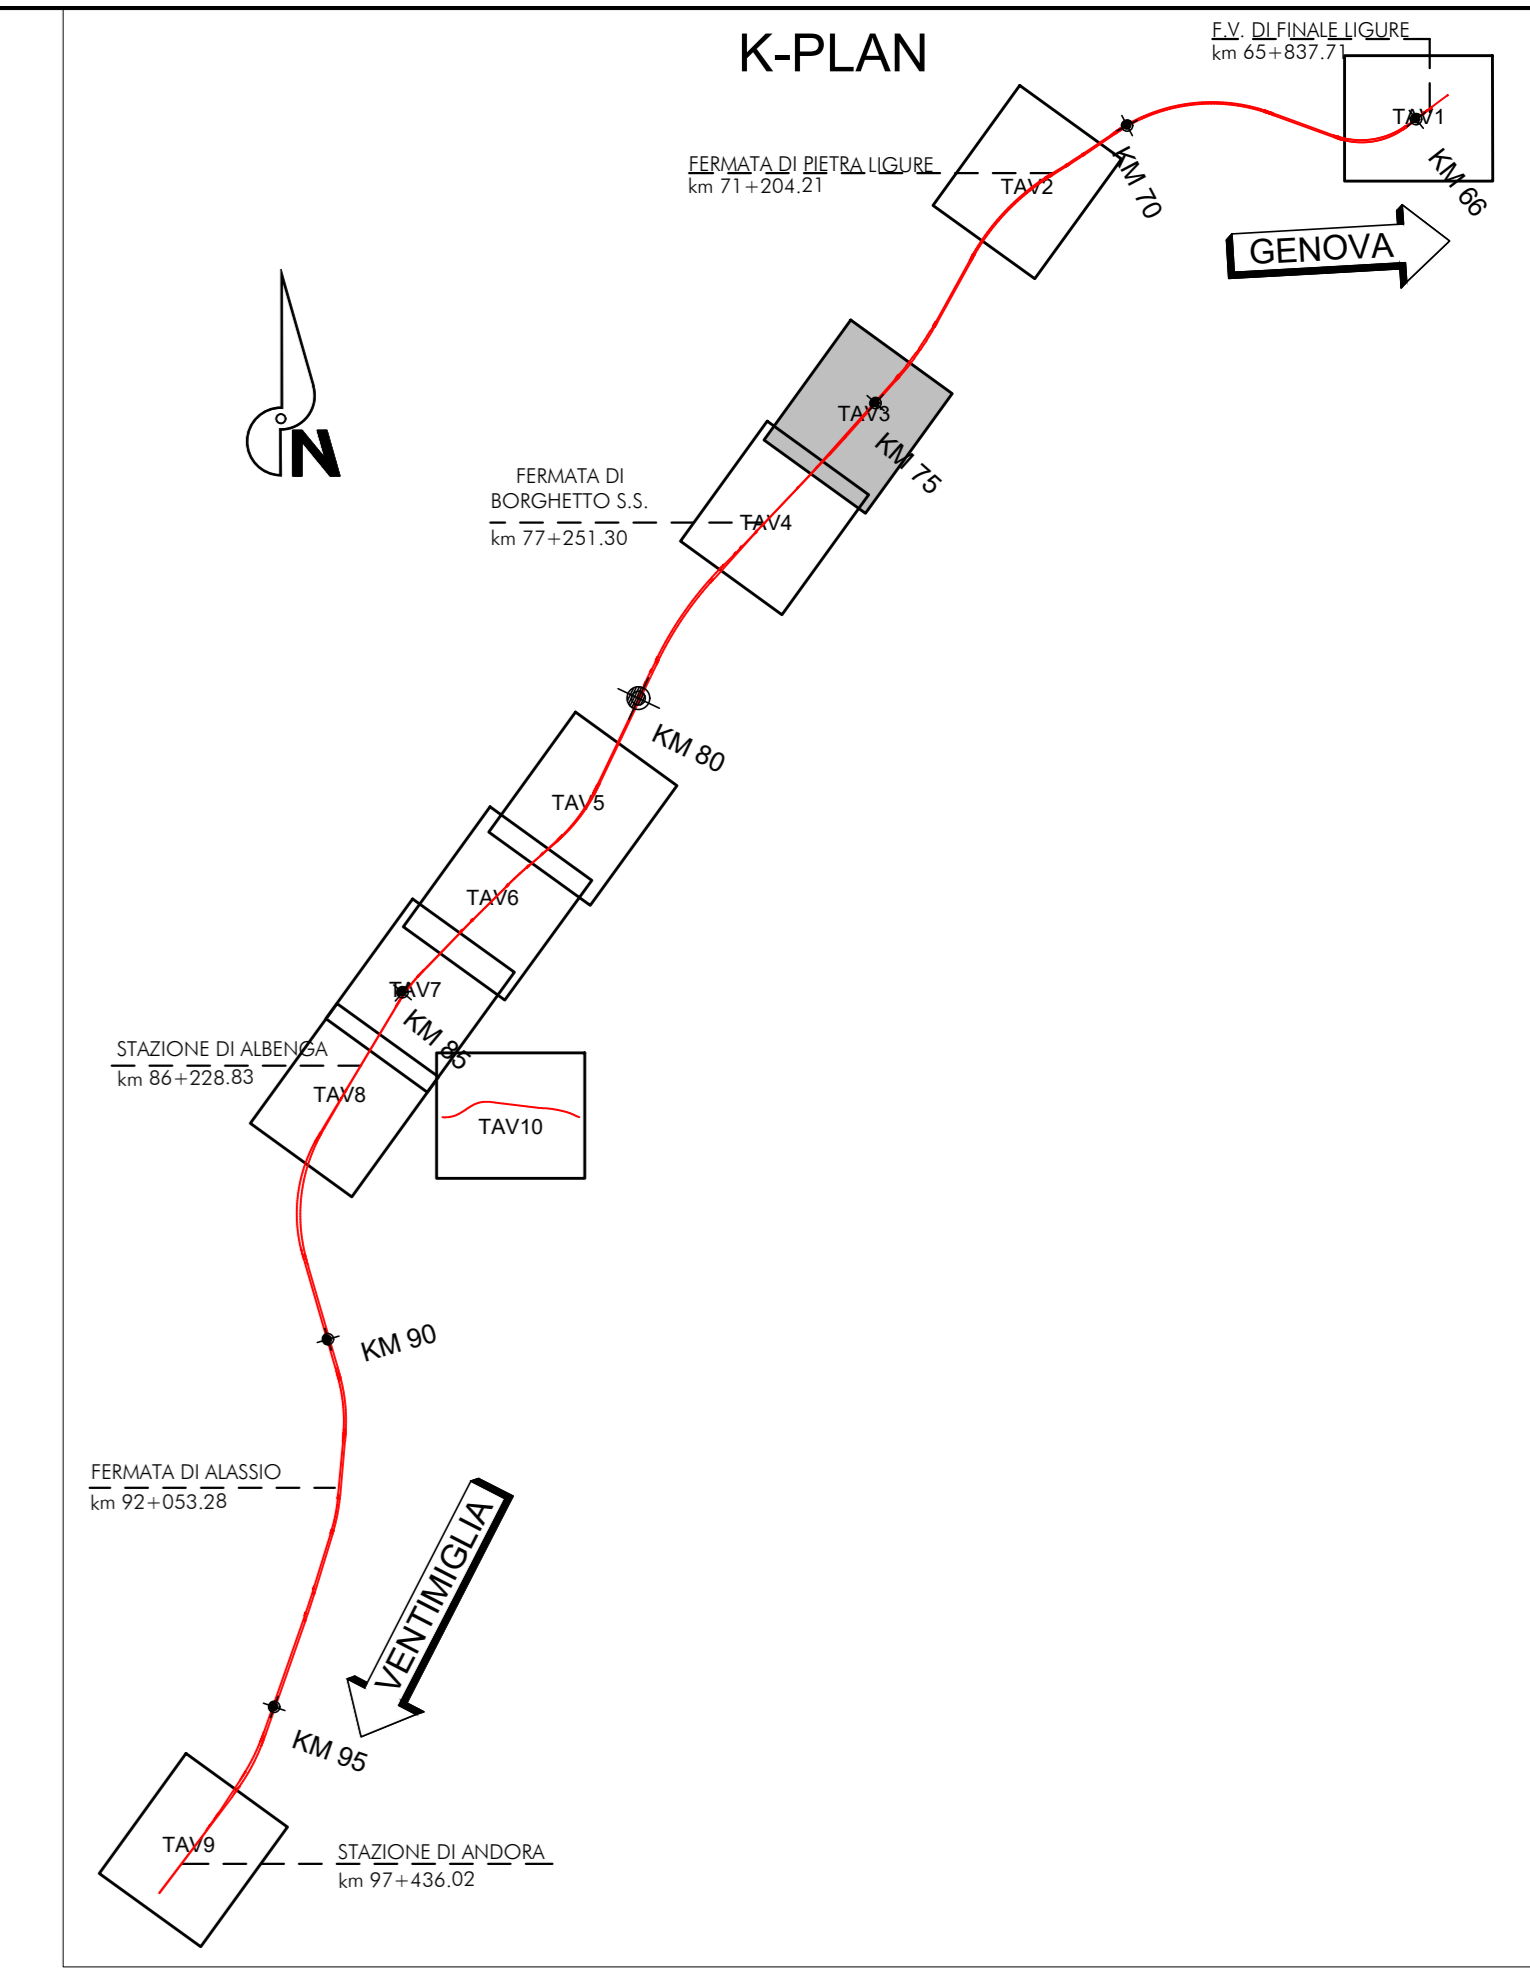 K-PLAN
F.V. DI FINALE LIGURE
km 65+837.71
TAV1
KM 66
KM 70
FERMATA DI PIETRA LIGURE
km 71+204.21
TAV2
GENOVA
N
TAV3
KM 75
FERMATA DI
BORGHETTO S.S.
km 77+251.30
TAV4
KM 80
TAV5
TAV6
TAV7
KM 85
STAZIONE DI ALBENGA
km 86+228.83
TAV8
TAV10
KM 90
FERMATA DI ALASSIO
km 92+053.28
VENTIMIGLIA
KM 95
TAV9
STAZIONE DI ANDORA
km 97+436.02